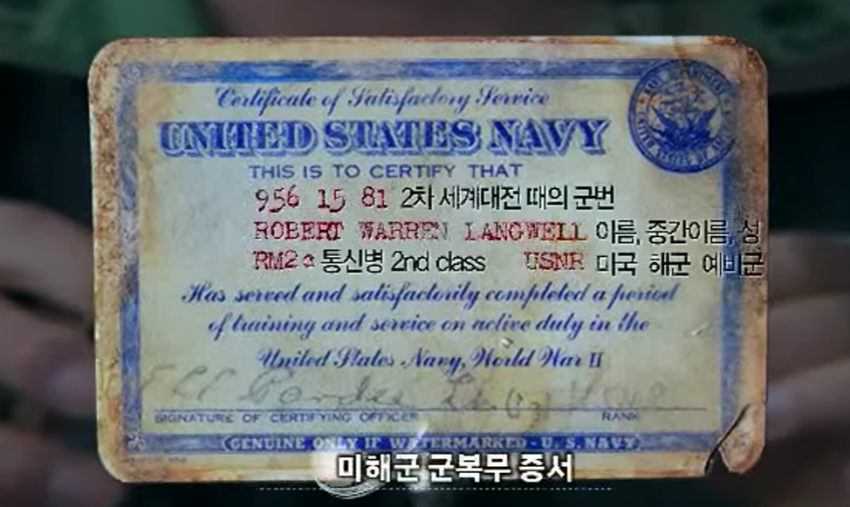 Certificate of Satisfactory Service
UNITED STATES NAVY
THIS IS TO CERTIFY THAT
956 15 81 2차 세계대전 때의 군번
ROBERT WARREN LANGWELL 이름, 중간이름, 성
RM2c 통신병 2nd class USNR 미국 해군 예비군
Has served and satisfactorily completed a period
of training and service on active duty in the
United States Navy, World War II
SIGNATURE OF CERTIFYING OFFICER RANK
(GENUINE ONLY IF WATERMARKED - U. S. NAVY)
미해군 군복무 증서